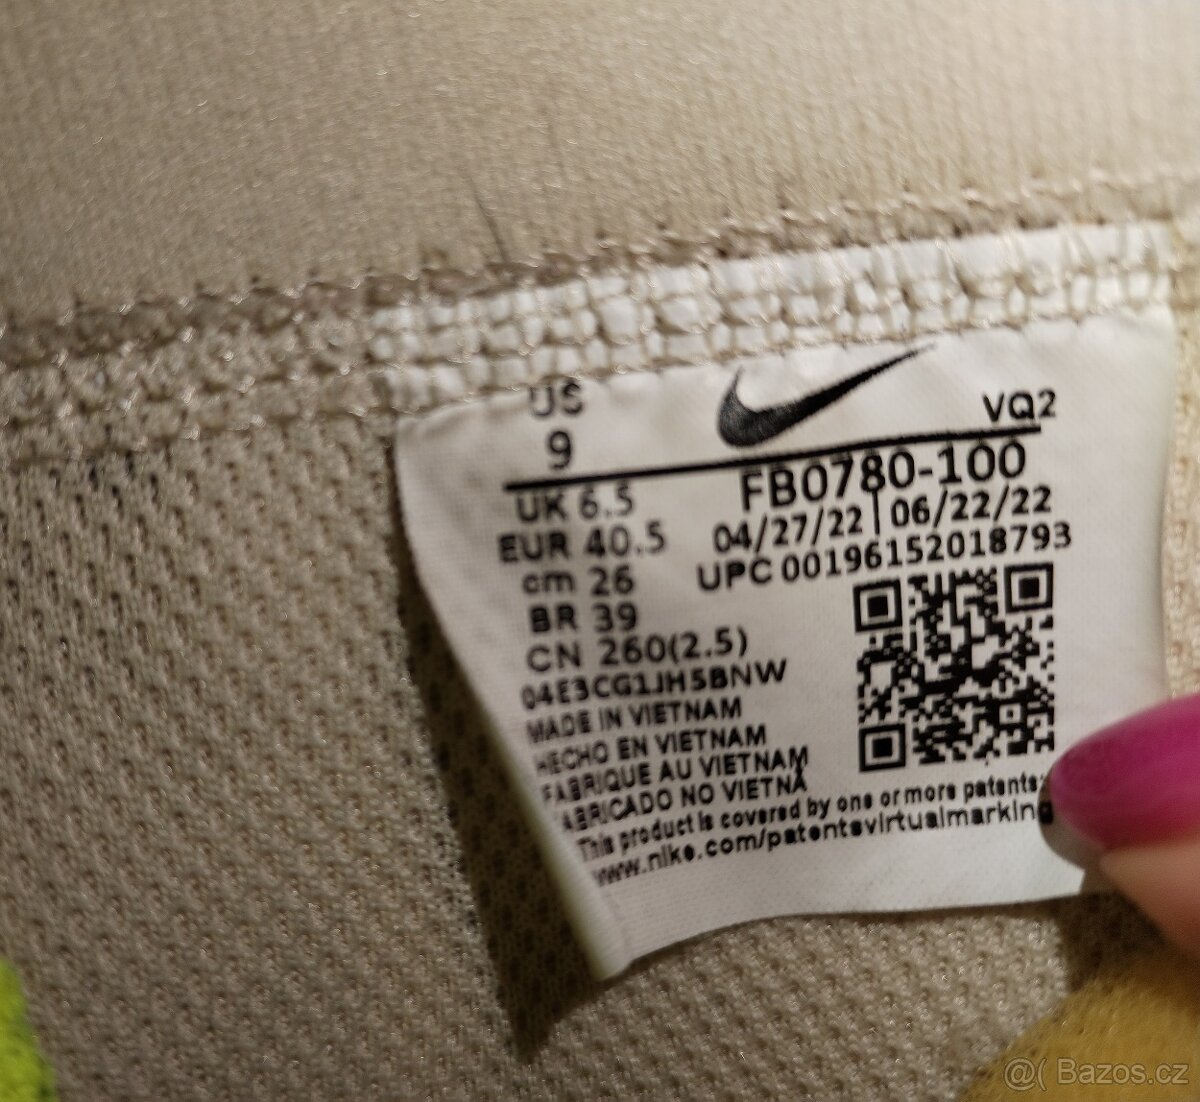 US
9
VQ2
UK 6.5
EUR 40.5
cm 26
BR 39
CN 260(2.5)
FB0780-100
04/27/22 | 06/22/22
UPC 00196152018793
04E3CG1JH5BNW
MADE IN VIETNAM
HECHO EN VIETNAM
FABRIQUE AU VIETNAM
FABRICADO NO VIETNÃ
This product is covered by one or more patents:
www.nike.com/patentsvirtualmarking
@( Bazos.cz